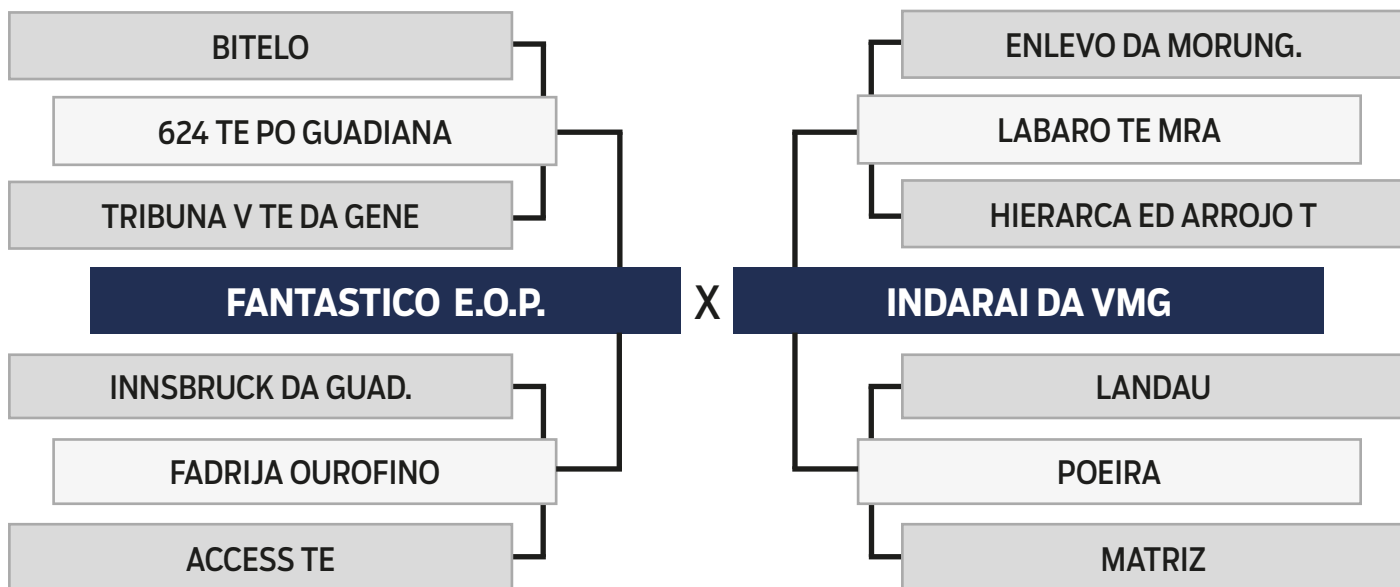 BITELO
624 TE PO GUADIANA
TRIBUNA V TE DA GENE
FANTASTICO E.O.P.
INNSBRUCK DA GUAD.
FADRIJA OUROFINO
ACCESS TE
X
ENLEVO DA MORUNG.
LABARO TE MRA
HIERARCA ED ARROJO T
INDARAI DA VMG
LANDAU
POEIRA
MATRIZ